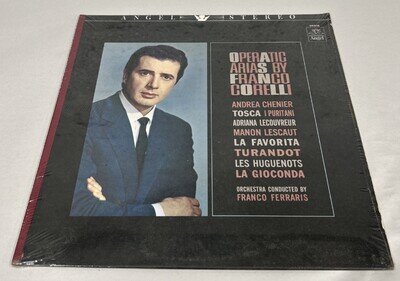 ANGEL STEREO
OPERATIC
ARIAS BY
FRANCO
CORELLI
ANDREA CHENIER
TOSCA I PURITANI
ADRIANA LECOUVREUR
MANON LESCAUT
LA FAVORITA
TURANDOT
LES HUGUENOTS
LA GIOCONDA
ORCHESTRA CONDUCTED BY
FRANCO FERRARIS